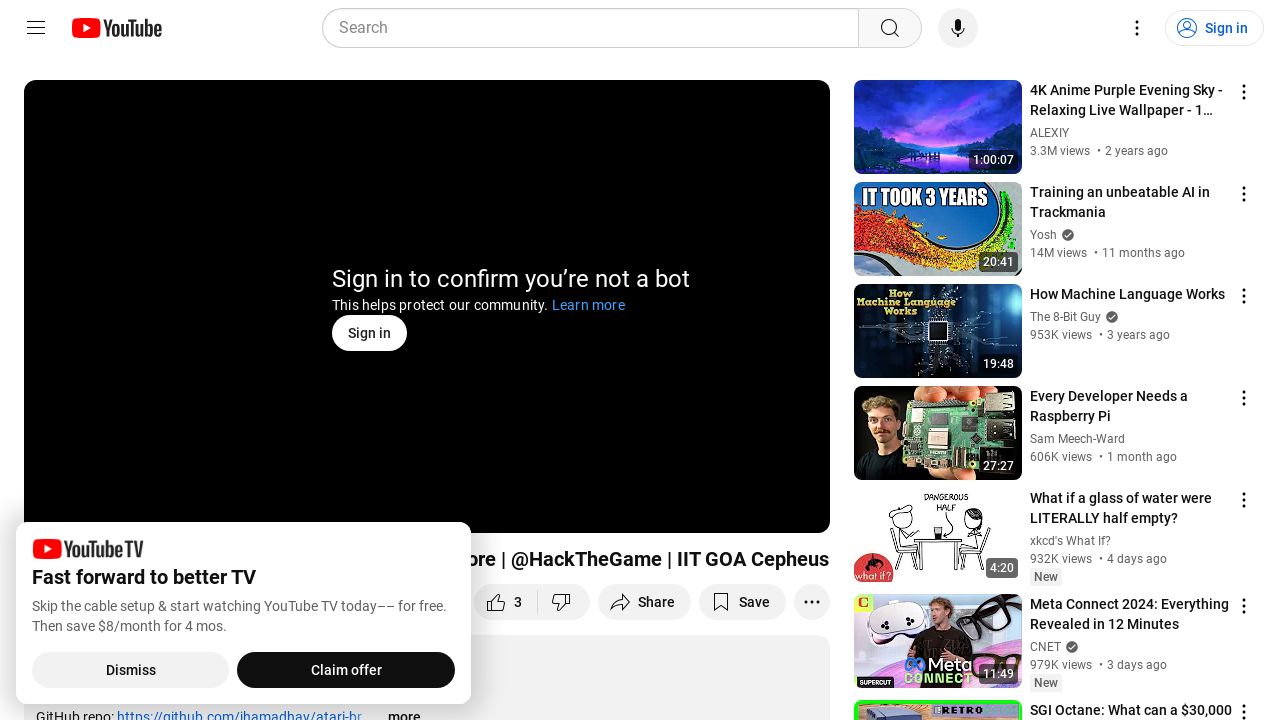 YouTube
Search
Sign in
Sign in to confirm you’re not a bot
This helps protect our community. Learn more
Sign in
ore | @HackTheGame | IIT GOA Cepheus
3
Share
Save
GitHub repo: https://github.com/jhamadhav/atari-br
...more
YouTube TV
Fast forward to better TV
Skip the cable setup & start watching YouTube TV today–– for free.
Then save $8/month for 4 mos.
Dismiss
Claim offer
1:00:07
4K Anime Purple Evening Sky -
Relaxing Live Wallpaper - 1…
ALEXIY
3.3M views • 2 years ago
IT TOOK 3 YEARS
20:41
Training an unbeatable AI in
Trackmania
Yosh
14M views • 11 months ago
How
Machine Language
Works
19:48
How Machine Language Works
The 8-Bit Guy
953K views • 3 years ago
27:27
Every Developer Needs a
Raspberry Pi
Sam Meech-Ward
606K views • 1 month ago
DANGEROUS
HALF
what if?
4:20
What if a glass of water were
LITERALLY half empty?
xkcd's What If?
932K views • 4 days ago
New
C
Meta
CONNECT
SUPERCUT
11:49
Meta Connect 2024: Everything
Revealed in 12 Minutes
CNET
979K views • 3 days ago
New
RETRO
SGI Octane: What can a $30,000